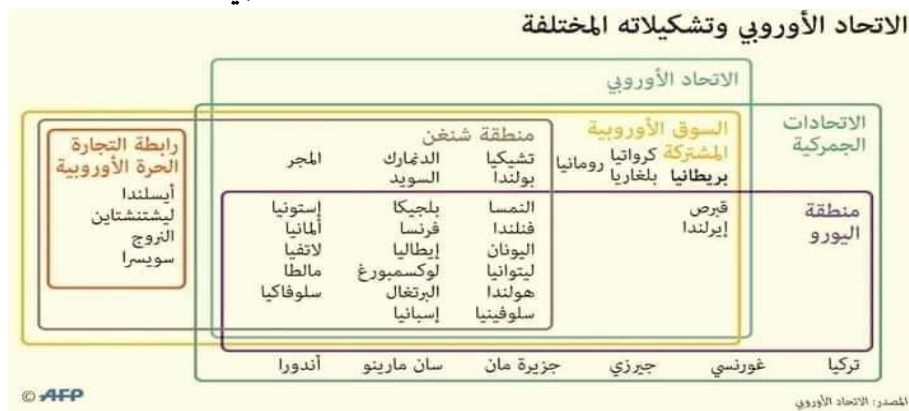 الاتحاد الأوروبي وتشكيلاته المختلفة
الاتحاد الأوروبي
الاتحادات
الجمركية
السوق الأوروبية
المشتركة كرواتيا رومانيا
بريطانيا بلغاريا
منطقة شنغن
تشيكيا الدنمارك المجر
بولندا السويد
رابطة التجارة
الحرة الأوروبية
أيسلندا
ليشتنشتاين
النروج
سويسرا
منطقة
اليورو
قبرص
إيرلندا
النمسا بلجيكا إستونيا
فنلندا فرنسا ألمانيا
اليونان إيطاليا لاتفيا
ليتوانيا لوكسمبورغ مالطا
هولندا البرتغال سلوفاكيا
سلوفينيا إسبانيا
تركيا غورنسي جيرزي جزيرة مان سان مارينو أندورا
المصدر: الاتحاد الأوروبي
© AFP